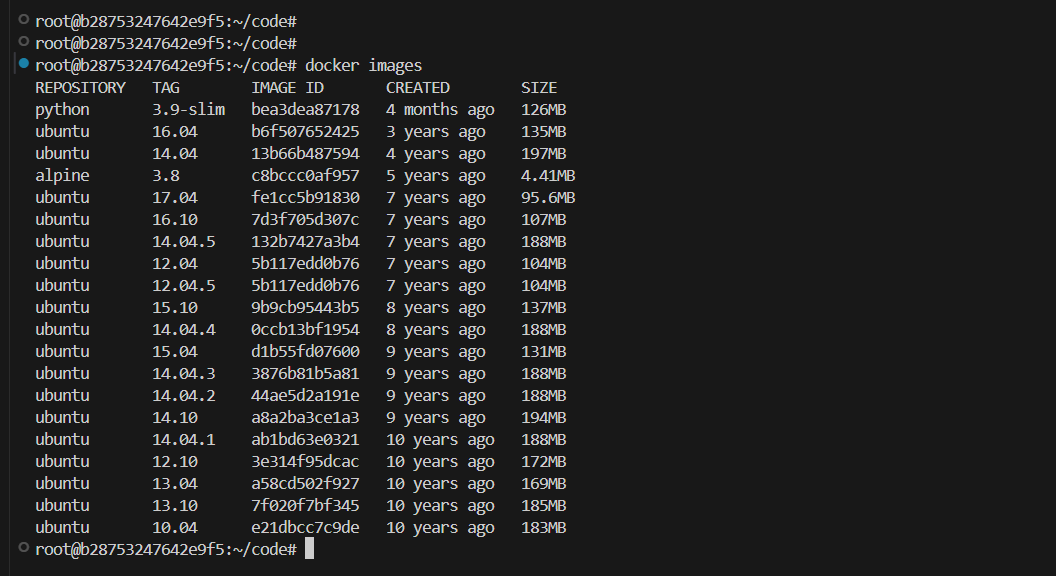 root@b28753247642e9f5:~/code#
root@b28753247642e9f5:~/code#
root@b28753247642e9f5:~/code# docker images
REPOSITORY   TAG       IMAGE ID       CREATED        SIZE
python       3.9-slim  bea3dea87178   4 months ago   126MB
ubuntu       16.04     b6f507652425   3 years ago    135MB
ubuntu       14.04     13b66b487594   4 years ago    197MB
alpine       3.8       c8bccc0af957   5 years ago    4.41MB
ubuntu       17.04     fe1cc5b91830   7 years ago    95.6MB
ubuntu       16.10     7d3f705d307c   7 years ago    107MB
ubuntu       14.04.5   132b7427a3b4   7 years ago    188MB
ubuntu       12.04     5b117edd0b76   7 years ago    104MB
ubuntu       12.04.5   5b117edd0b76   7 years ago    104MB
ubuntu       15.10     9b9cb95443b5   8 years ago    137MB
ubuntu       14.04.4   0ccb13bf1954   8 years ago    188MB
ubuntu       15.04     d1b55fd07600   9 years ago    131MB
ubuntu       14.04.3   3876b81b5a81   9 years ago    188MB
ubuntu       14.04.2   44ae5d2a191e   9 years ago    188MB
ubuntu       14.10     a8a2ba3ce1a3   9 years ago    194MB
ubuntu       14.04.1   ab1bd63e0321   10 years ago   188MB
ubuntu       12.10     3e314f95dcac   10 years ago   172MB
ubuntu       13.04     a58cd502f927   10 years ago   169MB
ubuntu       13.10     7f020f7bf345   10 years ago   185MB
ubuntu       10.04     e21dbcc7c9de   10 years ago   183MB
root@b28753247642e9f5:~/code#